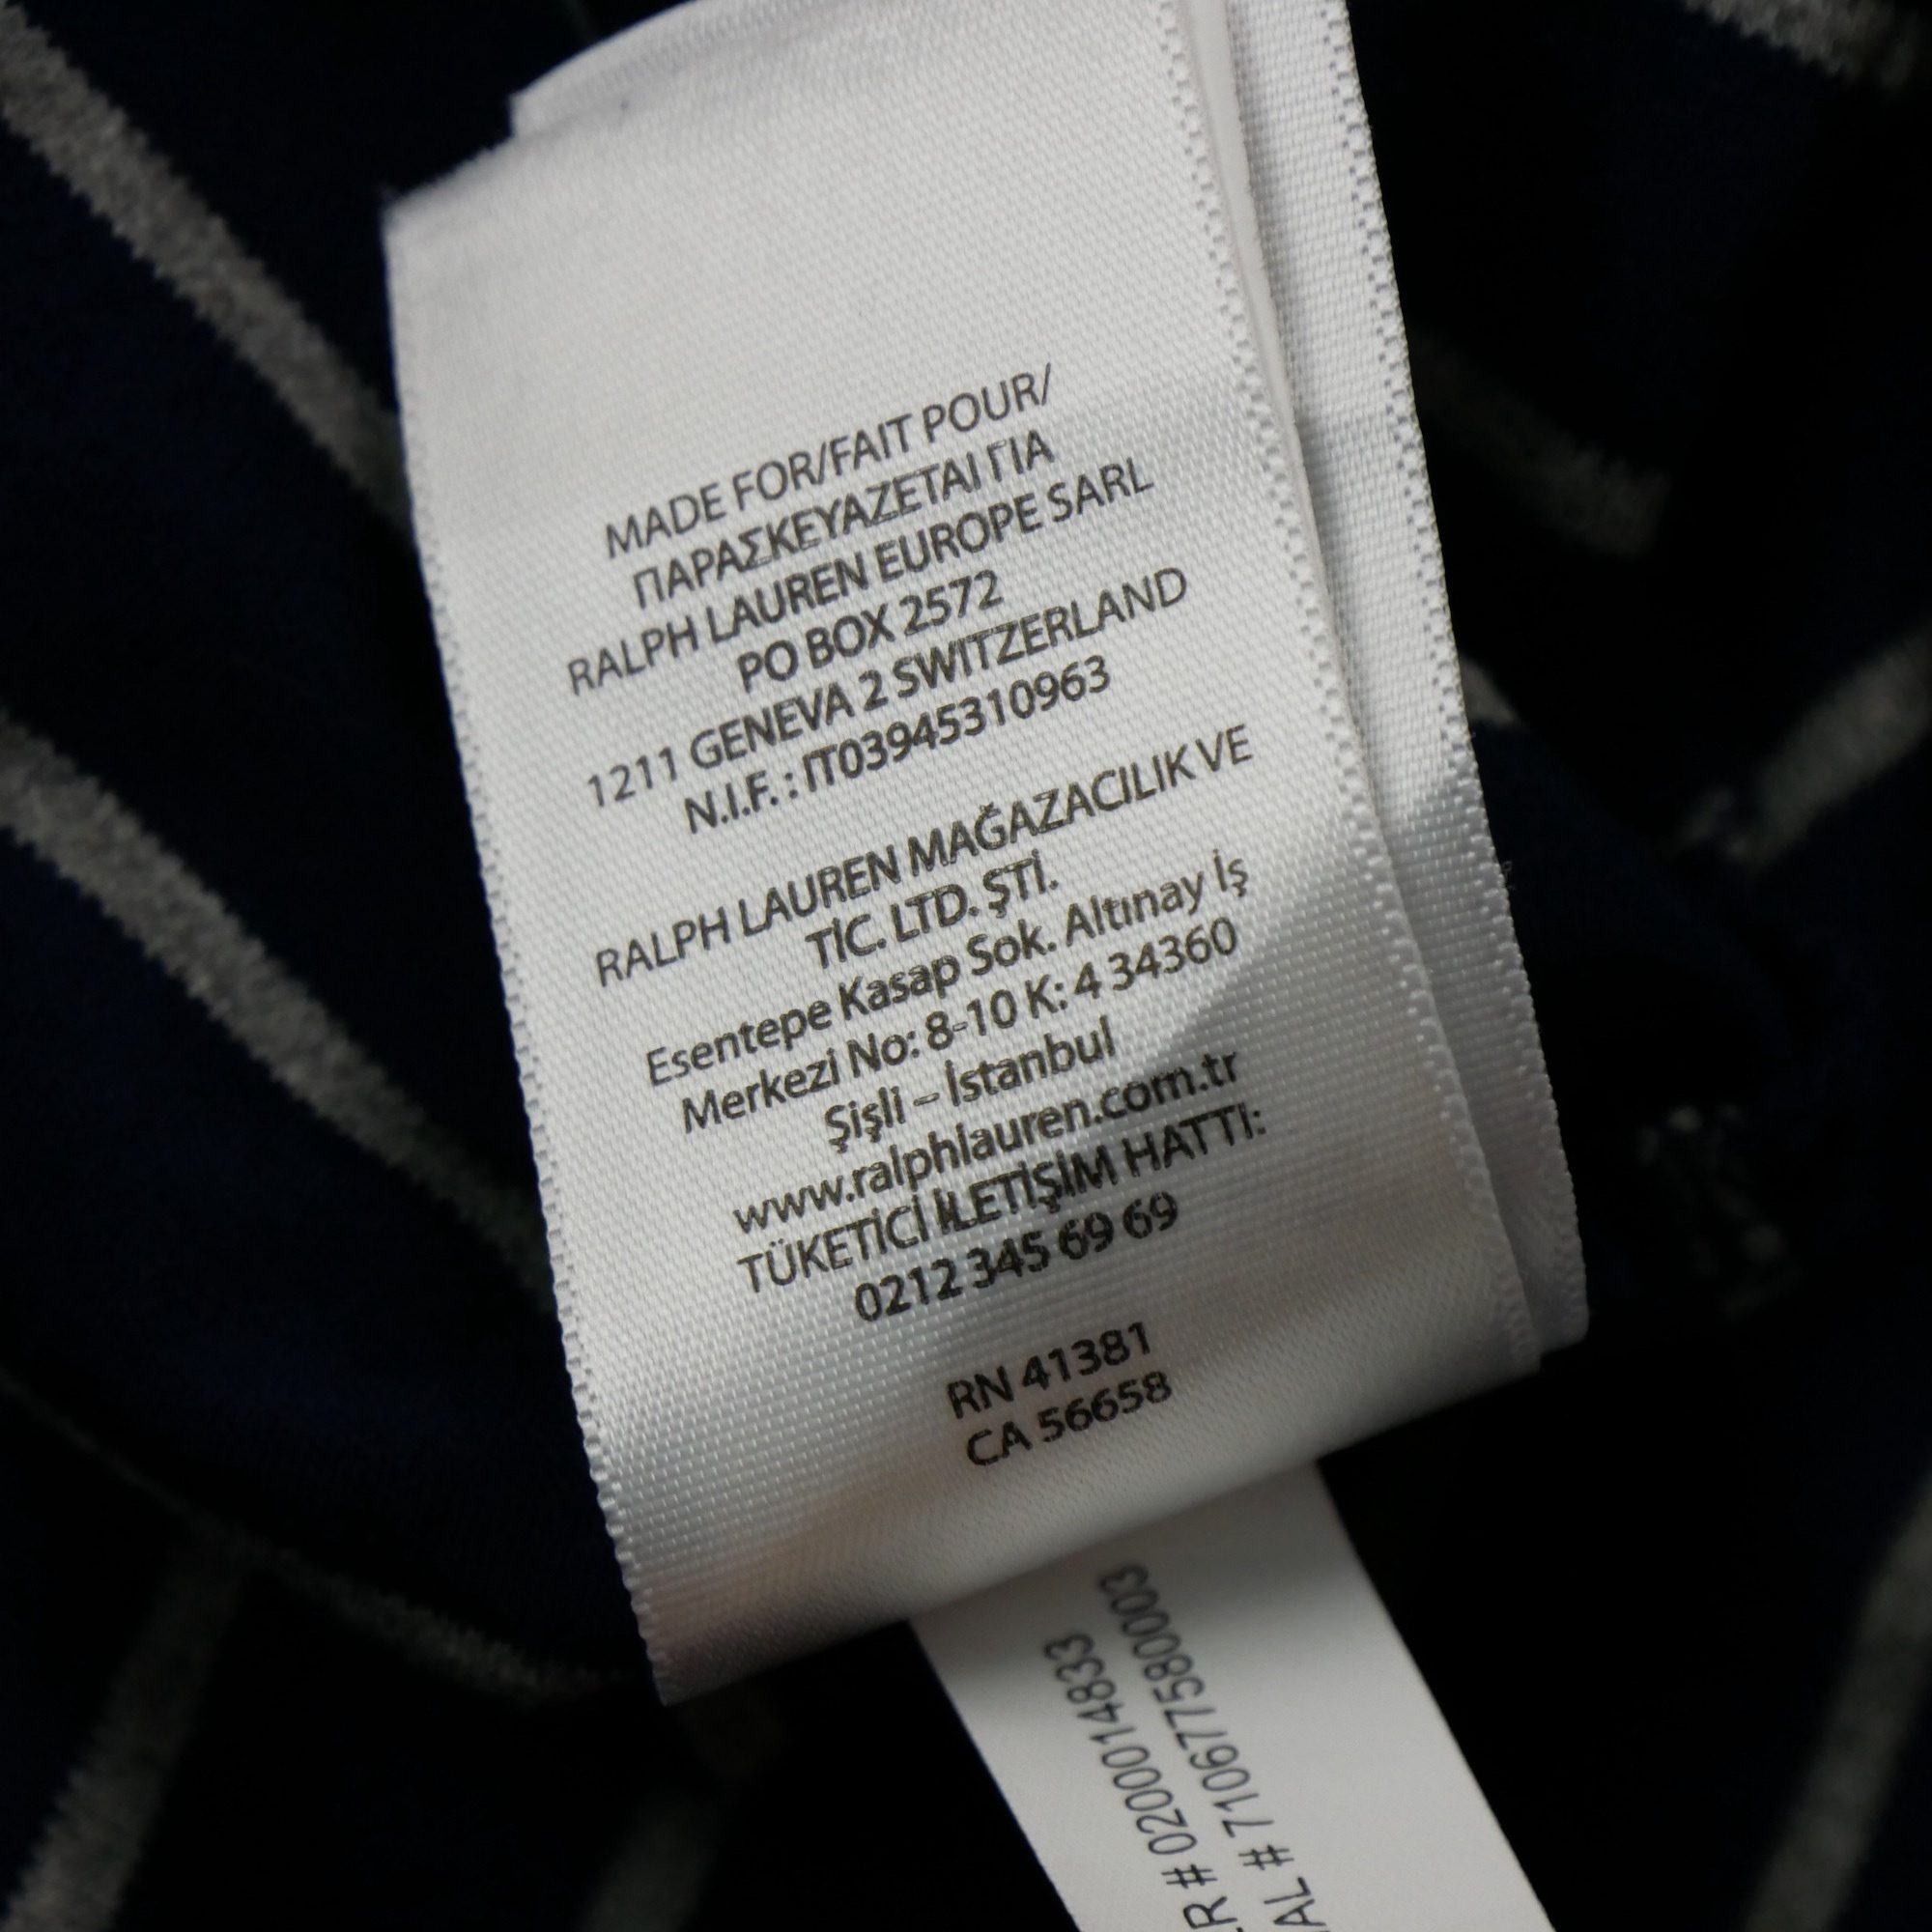 MADE FOR/FAIT POUR/
ΠΑΡΑΣΚΕΥΑΖΕΤΑΙ ΓΙΑ
RALPH LAUREN EUROPE SARL
PO BOX 2572
1211 GENEVA 2 SWITZERLAND
N.I.F. : IT03945310963
RALPH LAUREN MAĞAZACILIK VE
TİC. LTD. ŞTİ.
Esentepe Kasap Sok. Altınay İş
Merkezi No: 8-10 K: 4 34360
Şişli – İstanbul
www.ralphlauren.com.tr
TÜKETİCİ İLETİŞİM HATTI:
0212 345 69 69
RN 41381
CA 56658
# 0200014833
# 710677580003